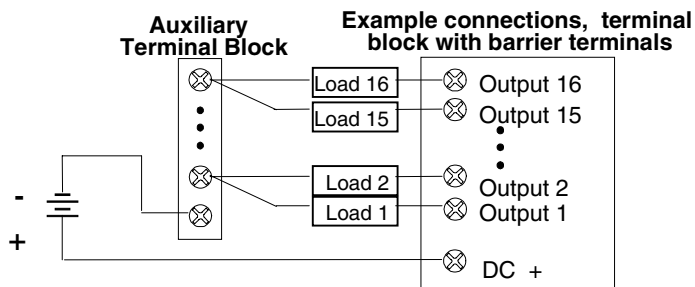 Auxiliary
Terminal Block
Example connections, terminal
block with barrier terminals
Load 16
Output 16
Load 15
Output 15
Load 2
Output 2
Load 1
Output 1
-
+
DC +